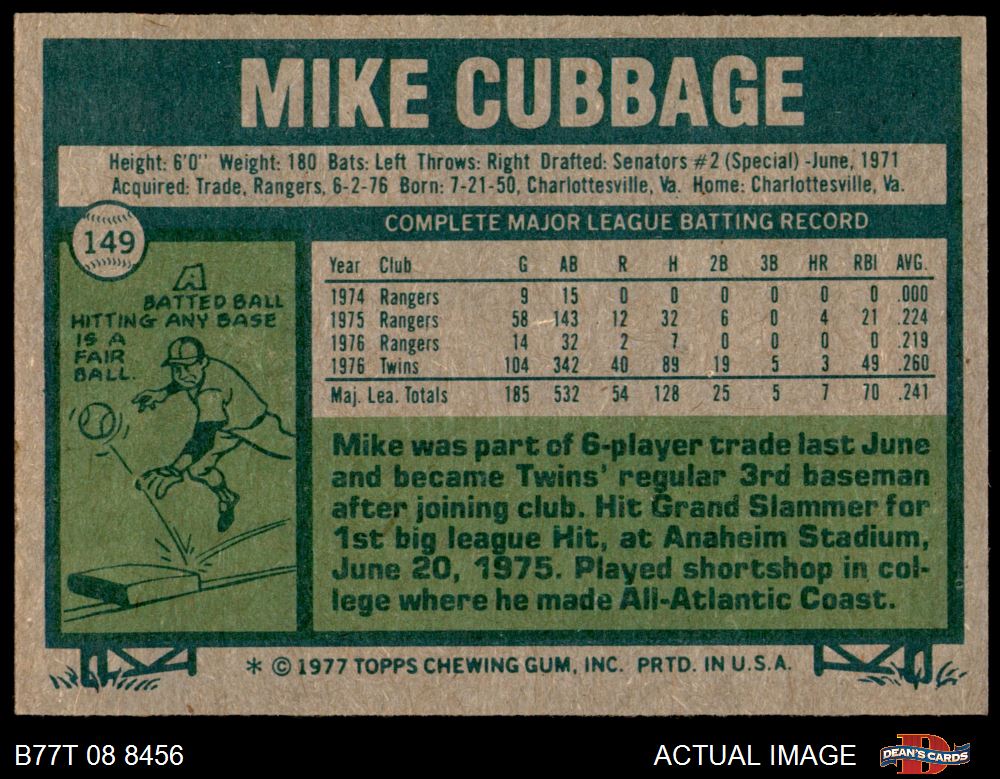 MIKE CUBBAGE
Height: 6'0" Weight: 180 Bats: Left Throws: Right Drafted: Senators #2 (Special) -June, 1971
Acquired: Trade, Rangers, 6-2-76 Born: 7-21-50, Charlottesville, Va. Home: Charlottesville, Va.
COMPLETE MAJOR LEAGUE BATTING RECORD
149
A
BATTED BALL
HITTING ANY BASE
IS A
FAIR
BALL.
Year Club G AB R H 2B 3B HR RBI AVG.
1974 Rangers 9 15 0 0 0 0 0 0 .000
1975 Rangers 58 143 12 32 6 0 4 21 .224
1976 Rangers 14 32 2 7 0 0 0 0 .219
1976 Twins 104 342 40 89 19 5 3 49 .260
Maj. Lea. Totals 185 532 54 128 25 5 7 70 .241
Mike was part of 6-player trade last June
and became Twins' regular 3rd baseman
after joining club. Hit Grand Slammer for
1st big league Hit, at Anaheim Stadium,
June 20, 1975. Played shortshop in col-
lege where he made All-Atlantic Coast.
* © 1977 TOPPS CHEWING GUM, INC. PRTD. IN U.S.A.
B77T 08 8456
ACTUAL IMAGE
D
DEAN'S CARDS